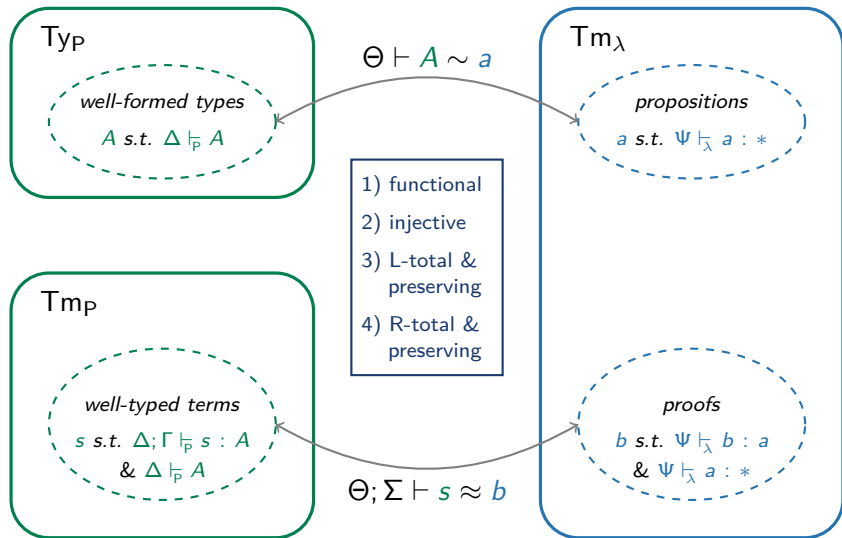 Ty_P
Tm_λ
Θ ⊢ A ∼ a
well-formed types
A s.t. Δ ⊢_P A
propositions
a s.t. Ψ ⊢_λ a : ∗
1) functional
2) injective
3) L-total &
preserving
4) R-total &
preserving
Tm_P
well-typed terms
s s.t. Δ; Γ ⊢_P s : A
& Δ ⊢_P A
proofs
b s.t. Ψ ⊢_λ b : a
& Ψ ⊢_λ a : ∗
Θ; Σ ⊢ s ≈ b